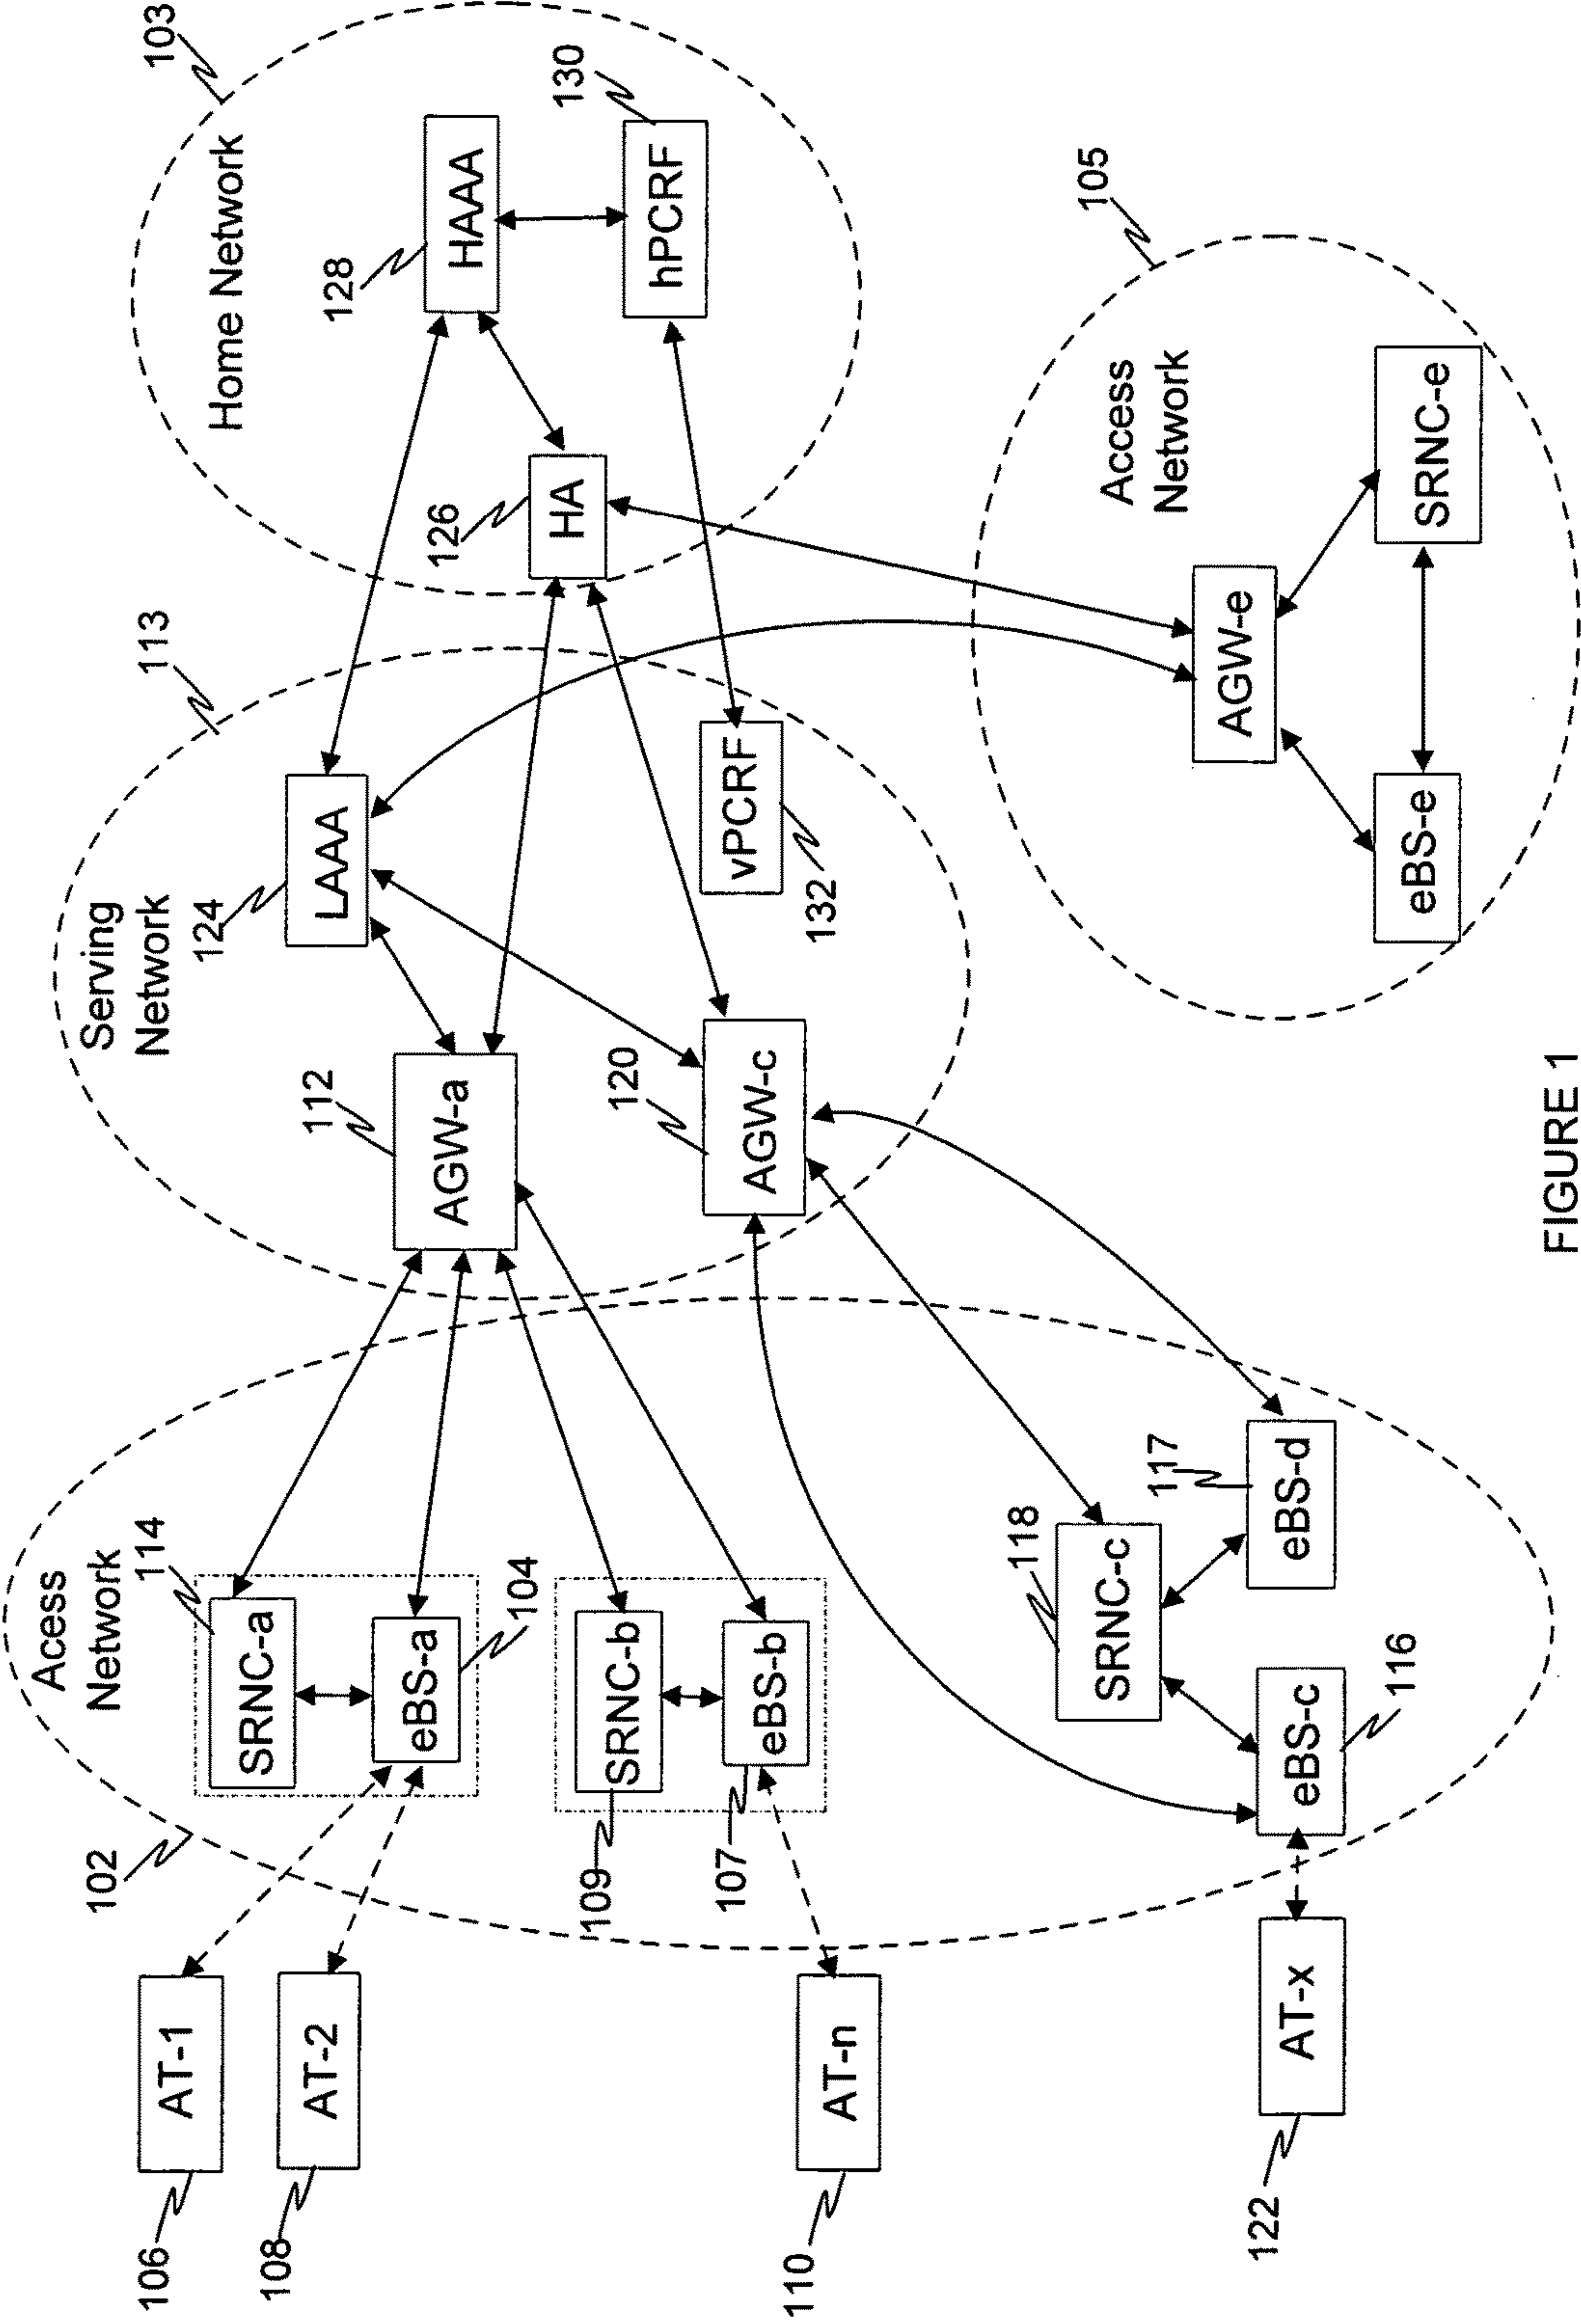 103
Home Network
128
HAAA
130
hPCRF
126
HA
113
Serving
Network
124
LAAA
vPCRF
132
112
AGW-a
120
AGW-c
105
Access
Network
AGW-e
SRNC-e
eBS-e
102
Acess
Network
114
SRNC-a
eBS-a
104
SRNC-b
109
eBS-b
107
118
SRNC-c
117
eBS-d
eBS-c
116
AT-1
106
AT-2
108
AT-n
110
AT-x
122
FIGURE 1